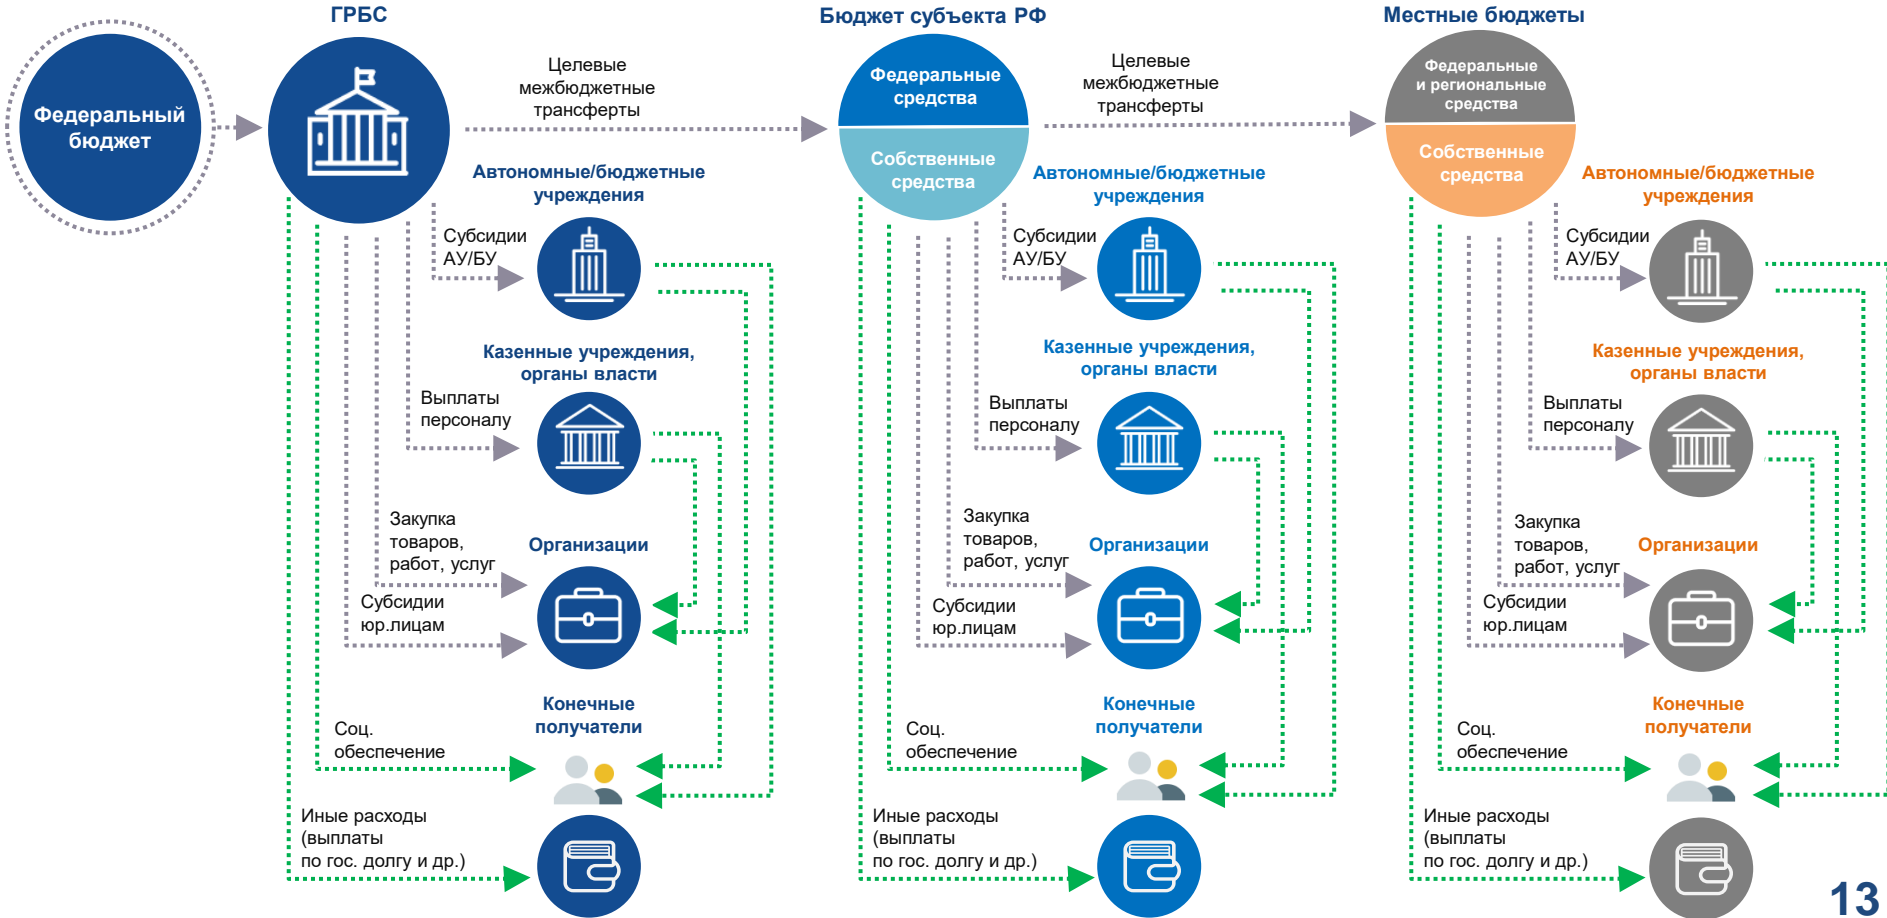 ГРБС
Бюджет субъекта РФ
Местные бюджеты
Федеральный
бюджет
Целевые
межбюджетные
трансферты
Федеральные
средства
Собственные
средства
Целевые
межбюджетные
трансферты
Федеральные
и региональные
средства
Собственные
средства
Автономные/бюджетные
учреждения
Субсидии
АУ/БУ
Казенные учреждения,
органы власти
Выплаты
персоналу
Закупка
товаров,
работ, услуг
Организации
Субсидии
юр.лицам
Конечные
получатели
Соц.
обеспечение
Иные расходы
(выплаты
по гос. долгу и др.)
Автономные/бюджетные
учреждения
Субсидии
АУ/БУ
Казенные учреждения,
органы власти
Выплаты
персоналу
Закупка
товаров,
работ, услуг
Организации
Субсидии
юр.лицам
Конечные
получатели
Соц.
обеспечение
Иные расходы
(выплаты
по гос. долгу и др.)
Автономные/бюджетные
учреждения
Субсидии
АУ/БУ
Казенные учреждения,
органы власти
Выплаты
персоналу
Закупка
товаров,
работ, услуг
Организации
Субсидии
юр.лицам
Конечные
получатели
Соц.
обеспечение
Иные расходы
(выплаты
по гос. долгу и др.)
13